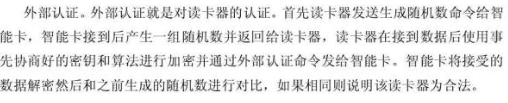 外部认证。外部认证就是对读卡器的认证。首先读卡器发送生成随机数命令给智
能卡，智能卡接到后产生一组随机数并返回给读卡器，读卡器在接到数据后使用事
先协商好的密钥和算法进行加密并通过外部认证命令发给智能卡。智能卡将接受的
数据解密然后和之前生成的随机数进行对比，如果相同则说明该读卡器为合法。